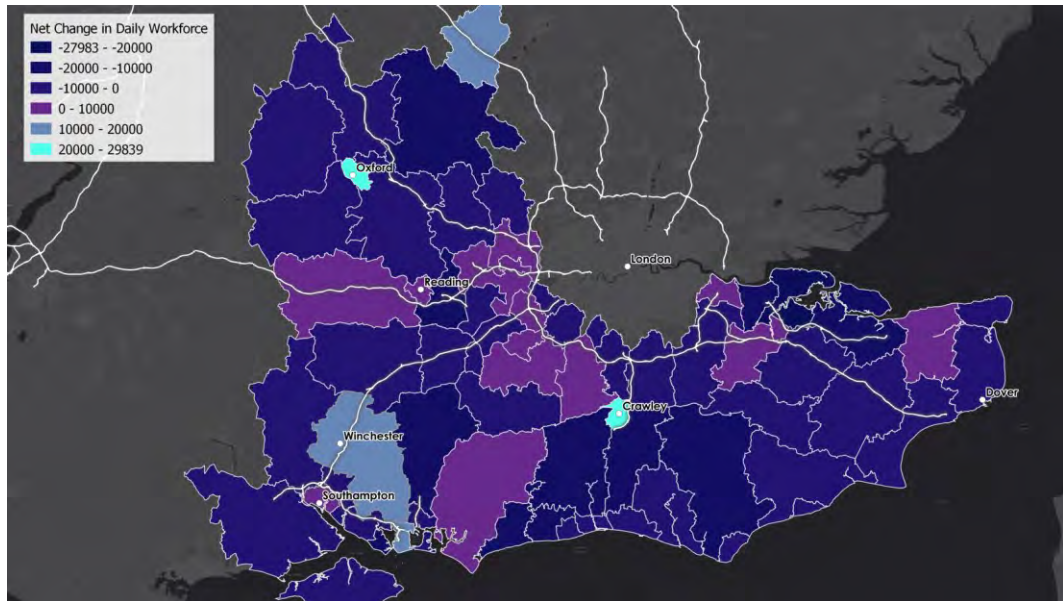 Net Change in Daily Workforce
-27983 - -20000
-20000 - -10000
-10000 - 0
0 - 10000
10000 - 20000
20000 - 29839
Oxford
London
Reading
Dover
Crawley
Winchester
Southampton